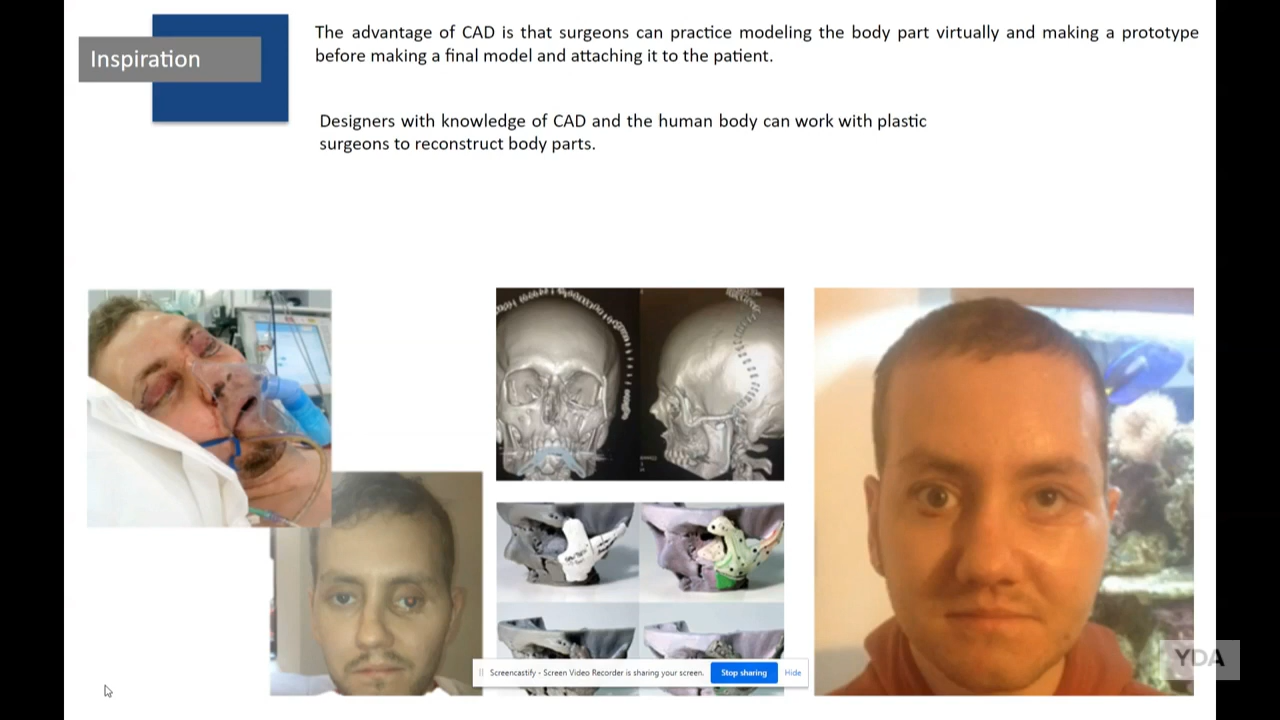 Inspiration
The advantage of CAD is that surgeons can practice modeling the body part virtually and making a prototype
before making a final model and attaching it to the patient.
Designers with knowledge of CAD and the human body can work with plastic
surgeons to reconstruct body parts.
Screencastify - Screen Video Recorder is sharing your screen.
Stop sharing
Hide
YDA